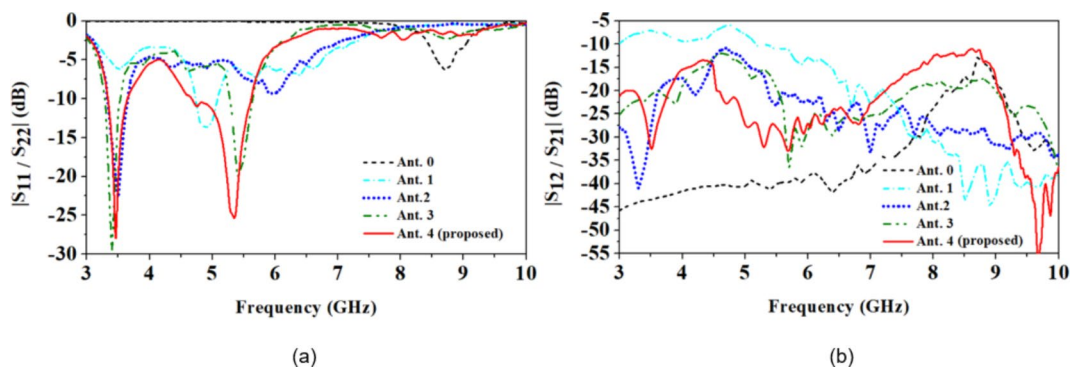 |S11 / S22| (dB)
0
-5
-10
-15
-20
-25
-30
Ant. 0
Ant. 1
Ant.2
Ant. 3
Ant. 4 (proposed)
3 4 5 6 7 8 9 10
Frequency (GHz)
(a)
|S12 / S21| (dB)
-5
-10
-15
-20
-25
-30
-35
-40
-45
-50
-55
Ant. 0
Ant. 1
Ant.2
Ant. 3
Ant. 4 (proposed)
3 4 5 6 7 8 9 10
Frequency (GHz)
(b)